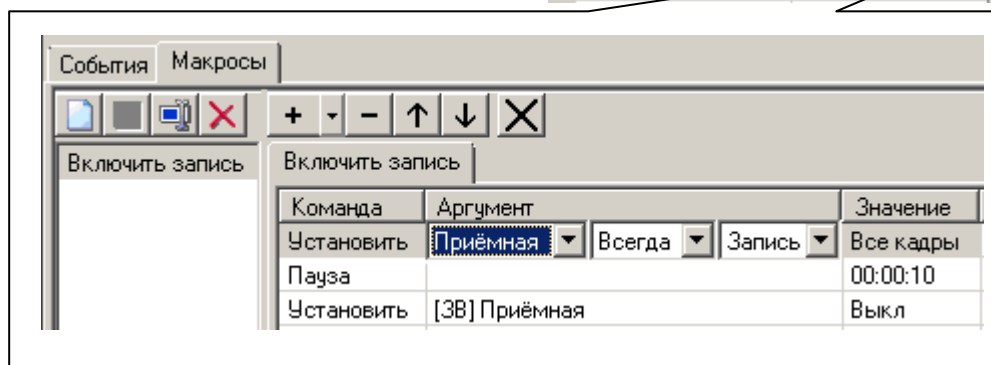 События Макросы
Включить запись Включить запись
Команда Аргумент Значение
Установить Приёмная Всегда Запись Все кадры
Пауза 00:00:10
Установить [ЗВ] Приёмная Выкл